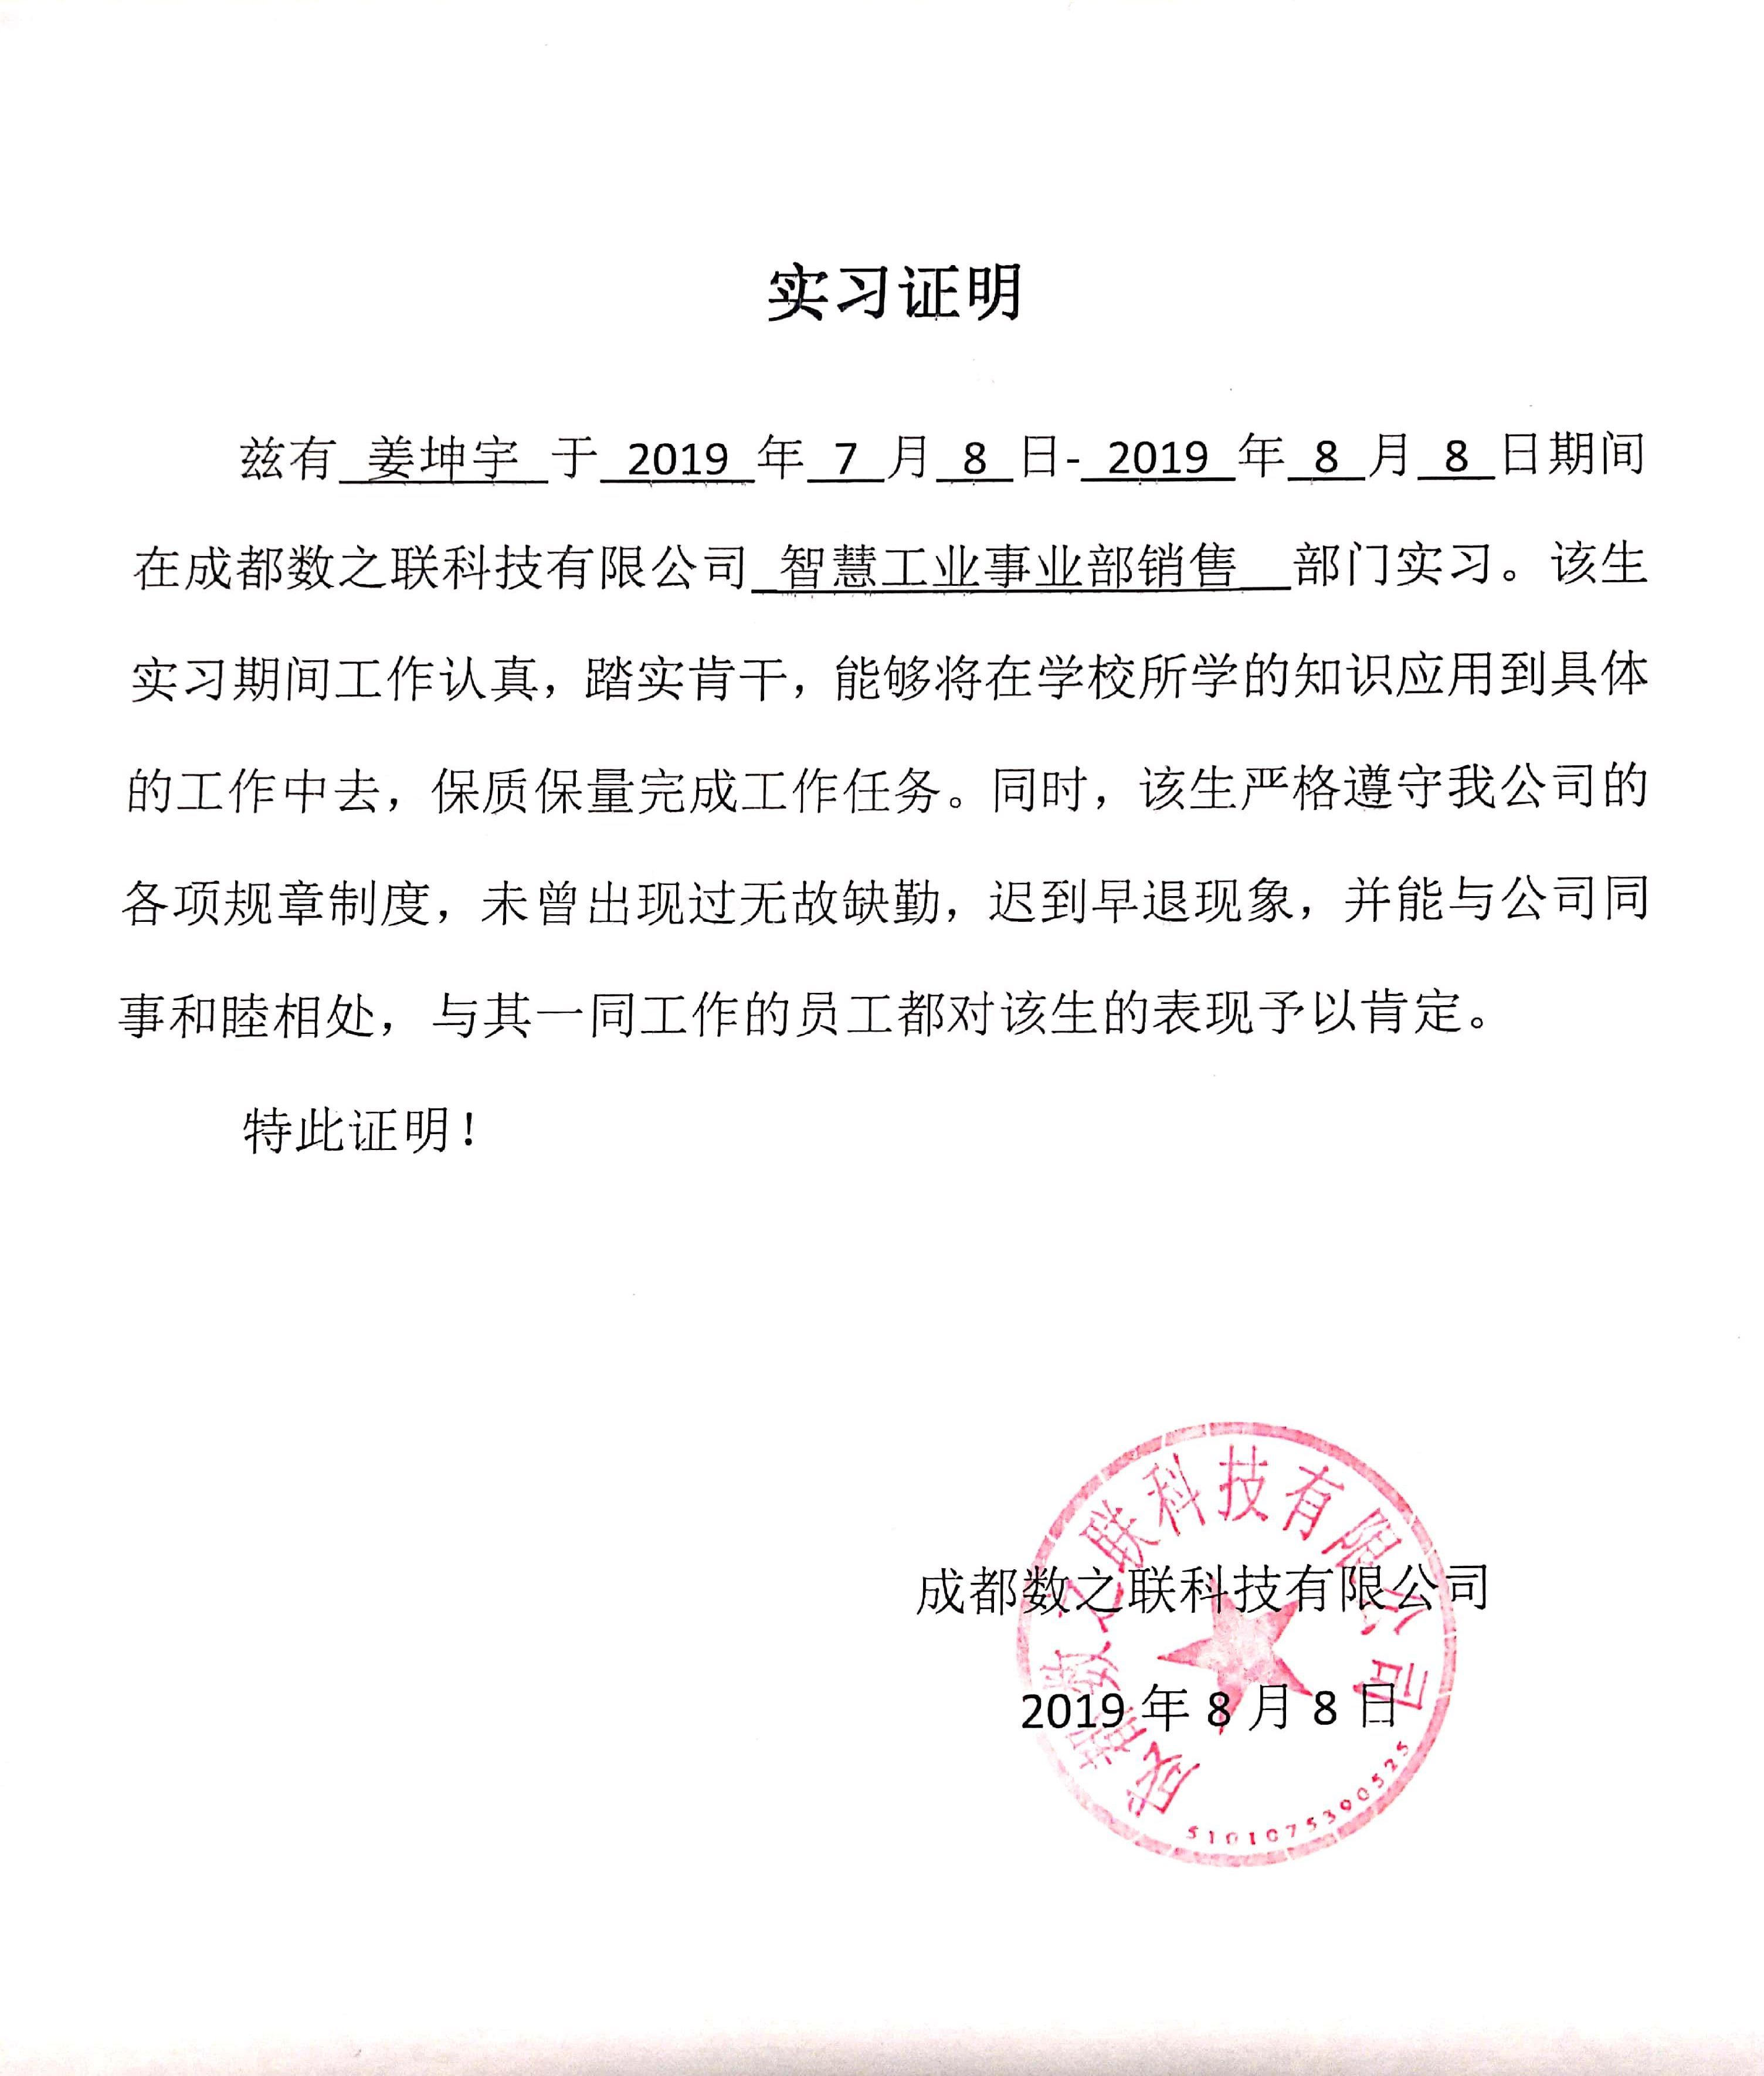 实习证明
兹有 姜坤宇 于 2019 年 7 月 8 日- 2019 年 8 月 8 日期间
在成都数之联科技有限公司 智慧工业事业部销售 部门实习。该生
实习期间工作认真，踏实肯干，能够将在学校所学的知识应用到具体
的工作中去，保质保量完成工作任务。同时，该生严格遵守我公司的
各项规章制度，未曾出现过无故缺勤，迟到早退现象，并能与公司同
事和睦相处，与其一同工作的员工都对该生的表现予以肯定。
特此证明！
成都数之联科技有限公司
2019 年 8 月 8 日
成都数之联科技有限公司
5101075390525